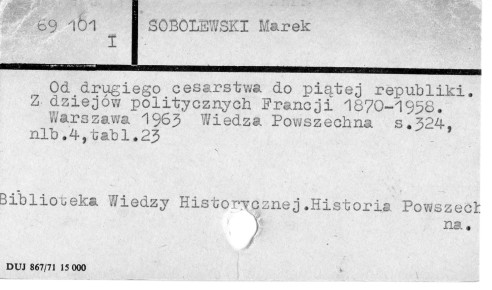 69 101
I
SOBOLEWSKI Marek
Od drugiego cesarstwa do piątej republiki.
Z dziejów politycznych Francji 1870-1958.
Warszawa 1963 Wiedza Powszechna s.324,
nlb.4,tabl.23
Biblioteka Wiedzy Historycznej.Historia Powszech
na.
DUJ 867/71 15 000